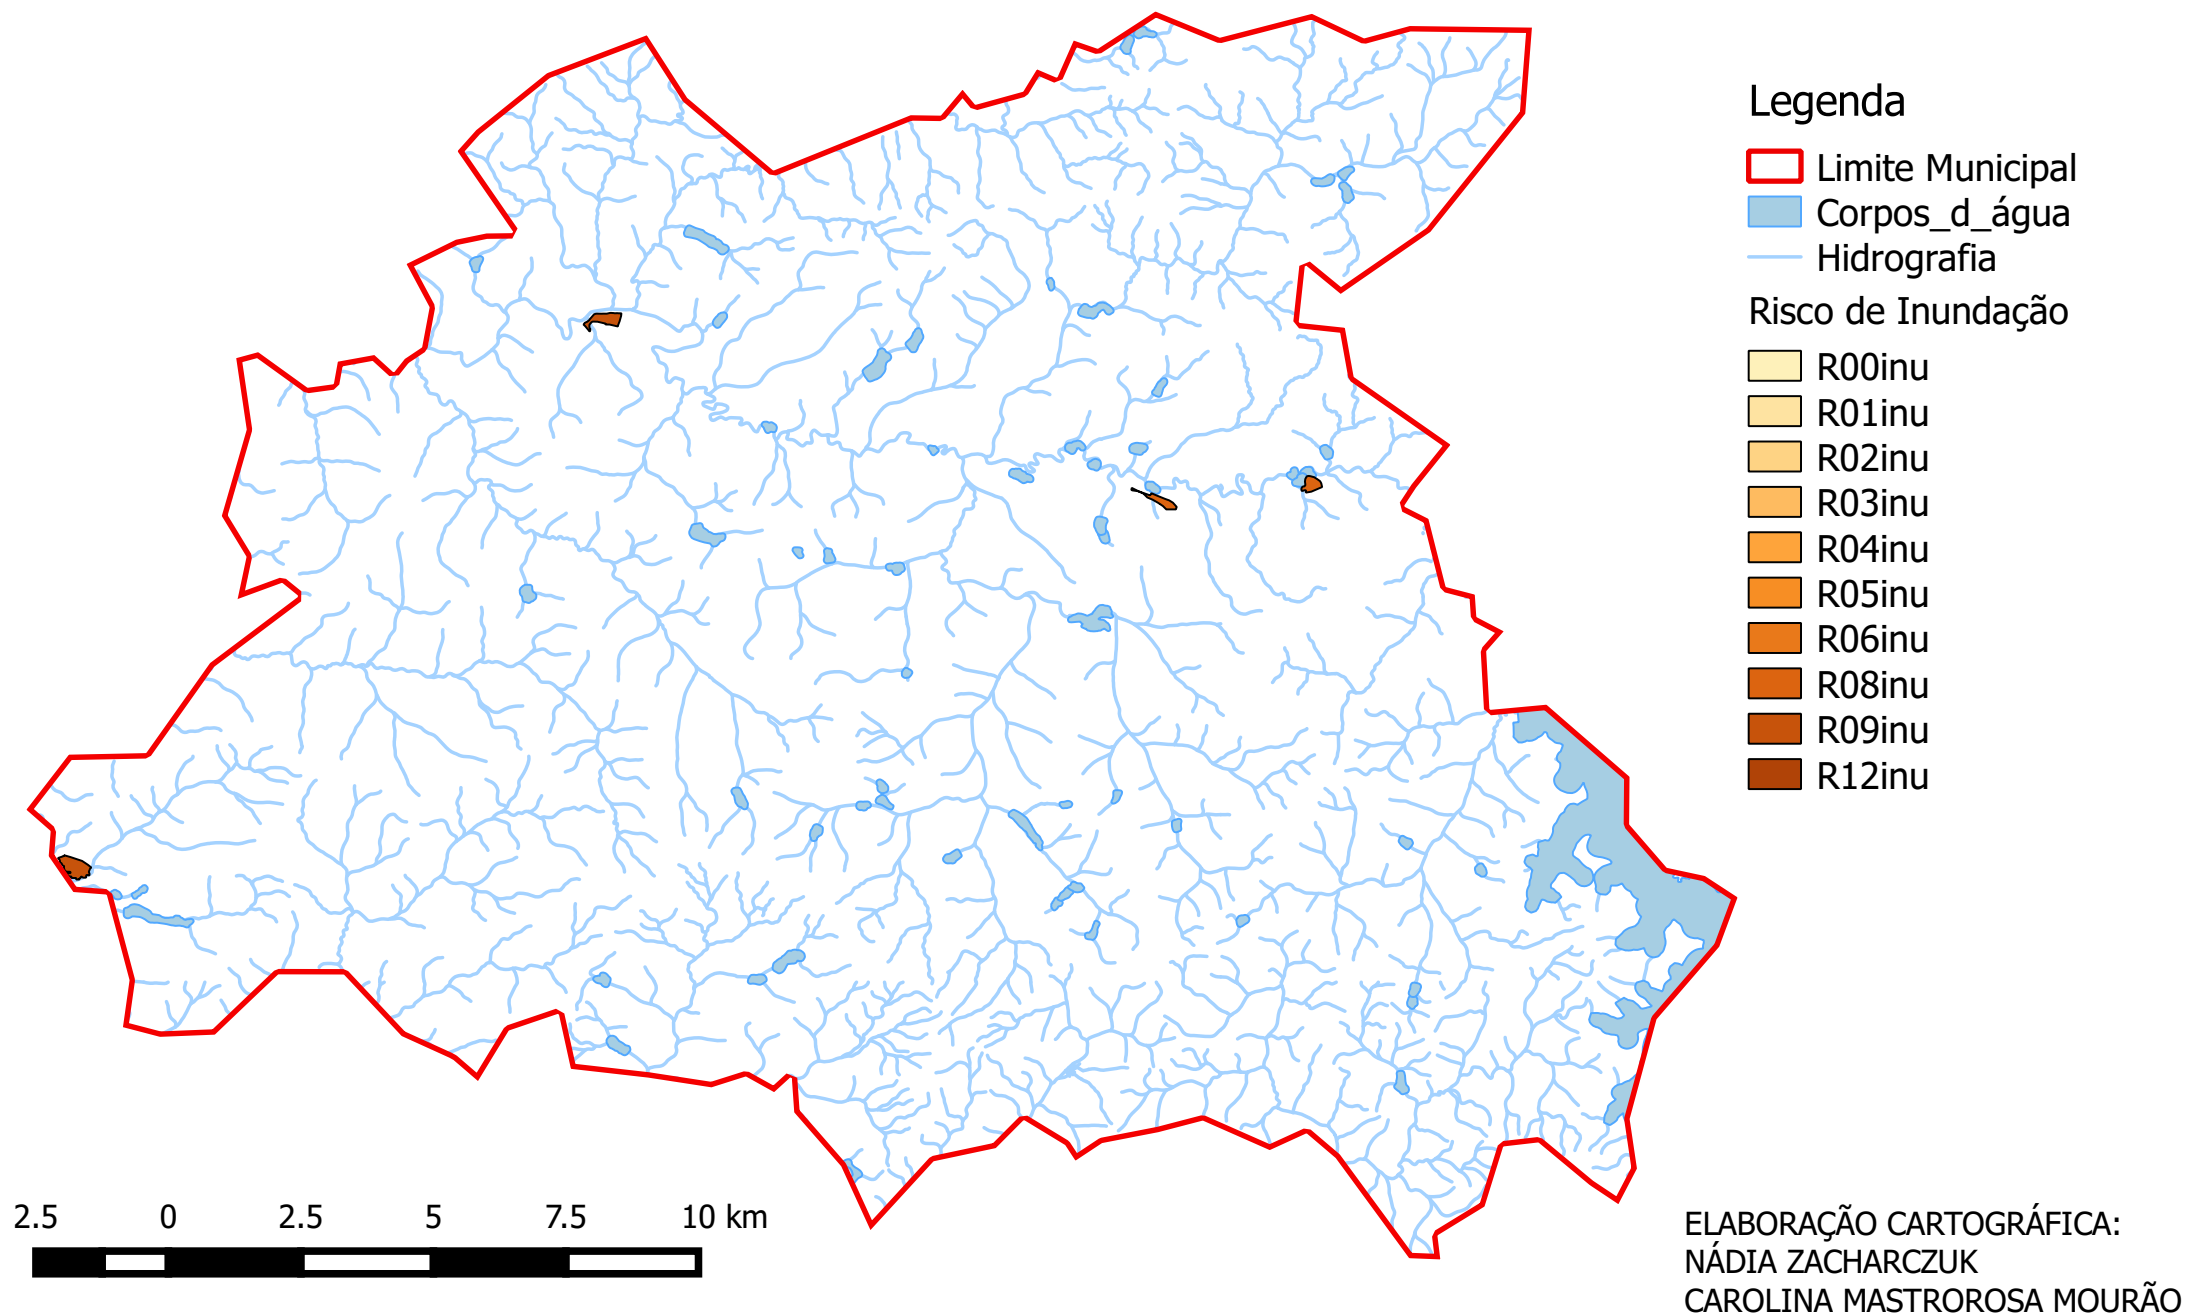 Legenda
Limite Municipal
Corpos_d_água
Hidrografia
Risco de Inundação
R00inu
R01inu
R02inu
R03inu
R04inu
R05inu
R06inu
R08inu
R09inu
R12inu
2.5 0 2.5 5 7.5 10 km
ELABORAÇÃO CARTOGRÁFICA:
NÁDIA ZACHARCZUK
CAROLINA MASTROROSA MOURÃO